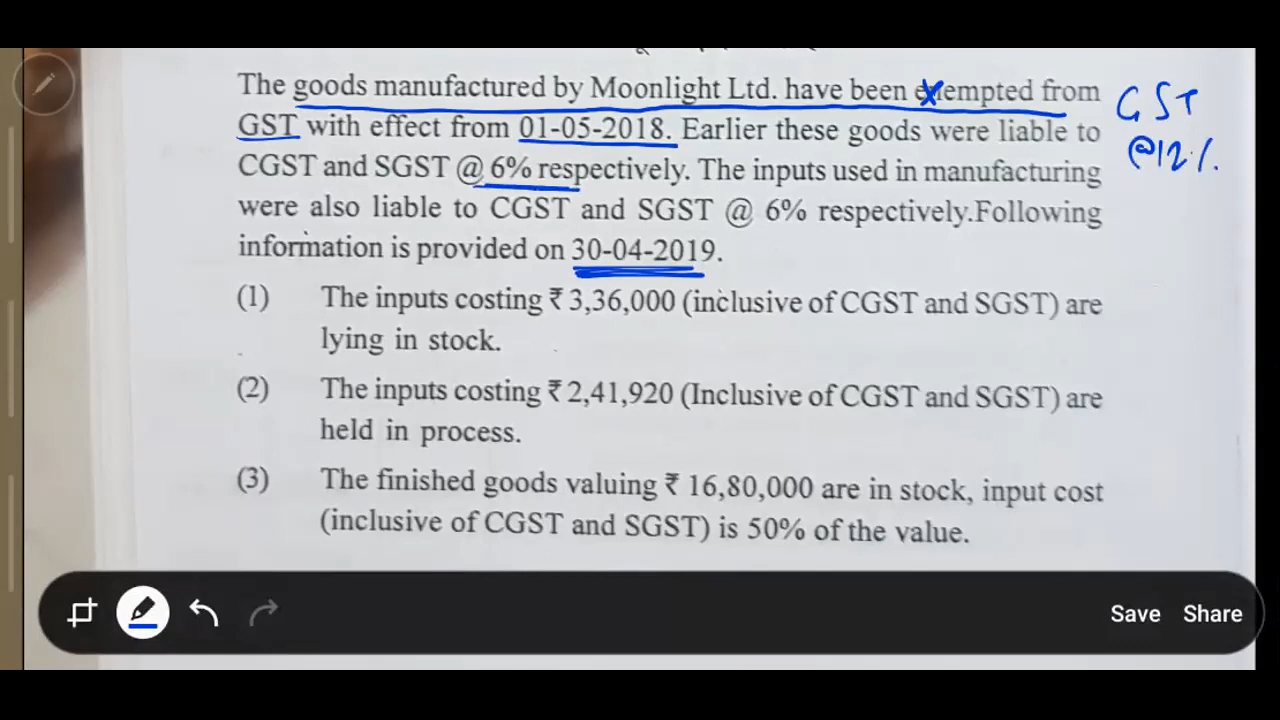 The goods manufactured by Moonlight Ltd. have been exempted from
GST with effect from 01-05-2018. Earlier these goods were liable to
CGST and SGST @ 6% respectively. The inputs used in manufacturing
were also liable to CGST and SGST @ 6% respectively.Following
information is provided on 30-04-2019.
GST
@12%.
(1) The inputs costing ₹ 3,36,000 (inclusive of CGST and SGST) are
lying in stock.
(2) The inputs costing ₹ 2,41,920 (Inclusive of CGST and SGST) are
held in process.
(3) The finished goods valuing ₹ 16,80,000 are in stock, input cost
(inclusive of CGST and SGST) is 50% of the value.
Save Share